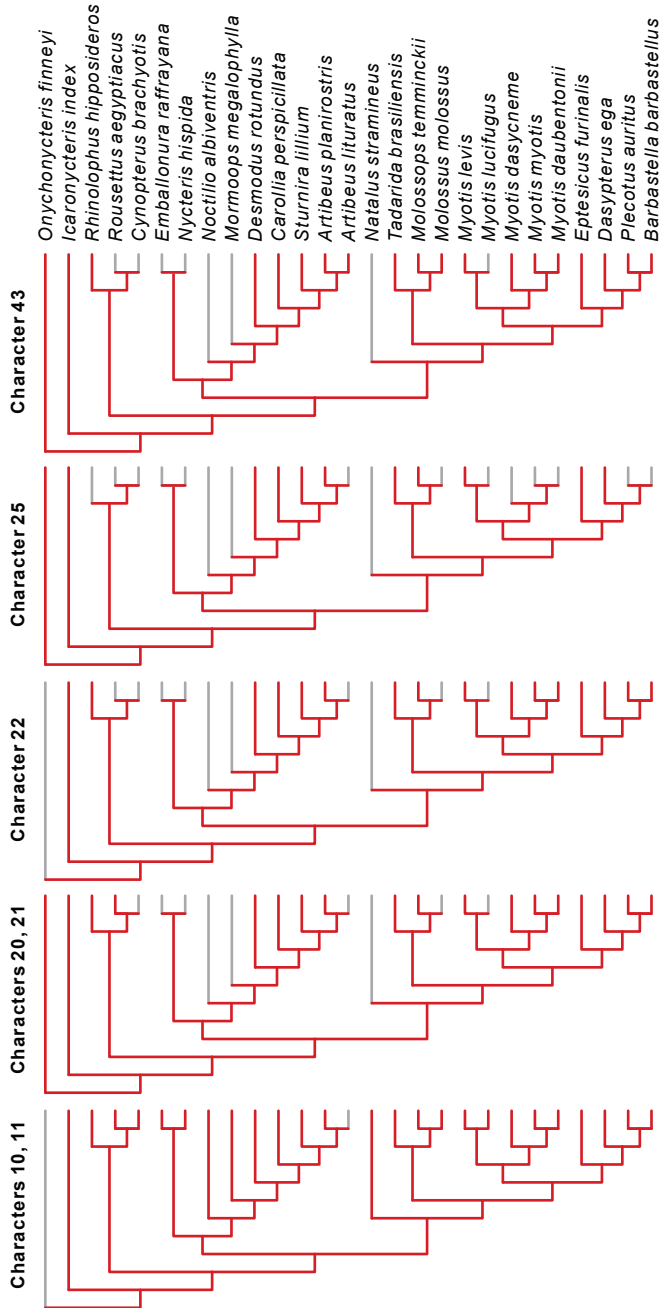 Onychonycteris finneyi
Icaronycteris index
Rhinolophus hipposideros
Rousettus aegyptiacus
Cynopterus brachyotis
Emballonura raffrayana
Nycteris hispida
Noctilio albiventris
Mormoops megalophylla
Desmodus rotundus
Carollia perspicillata
Sturnira lillium
Artibeus planirostris
Artibeus lituratus
Natalus stramineus
Tadarida brasiliensis
Molossops temminckii
Molossus molossus
Myotis levis
Myotis lucifugus
Myotis dasycneme
Myotis myotis
Myotis daubentonii
Eptesicus furinalis
Dasypterus ega
Plecotus auritus
Barbastella barbastellus
Character 43
Character 25
Character 22
Characters 20, 21
Characters 10, 11